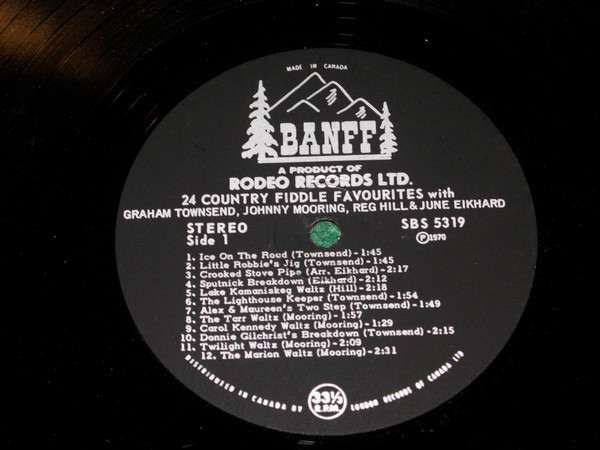 MADE IN CANADA
BANFF
A PRODUCT OF
RODEO RECORDS LTD.
24 COUNTRY FIDDLE FAVOURITES with
GRAHAM TOWNSEND, JOHNNY MOORING, REG HILL & JUNE EIKHARD
STEREO
Side 1
SBS 5319
Ⓟ1970
1. Ice On The Roud (Townsend) - 1:45
2. Little Robbie's Jig (Townsend) - 1:45
3. Crooked Stove Pipe (Arr. Eikhard) - 2:17
4. Sputnick Breakdown (Eikhard) - 2:12
5. Lake Kamaniskeg Waltz (Hill) - 2:18
6. The Lighthouse Keeper (Townsend) - 1:54
7. Alex & Maureen's Two Step (Townsend) - 1:49
8. The Tarr Waltz (Mooring) - 1:57
9. Carol Kennedy Waltz (Mooring) - 1:29
10. Donnie Gilchrist's Breakdown (Townsend) - 2:15
11. Twilight Waltz (Mooring) - 2:09
12. The Marion Waltz (Mooring) - 2:31
33⅓
R.P.M.
DISTRIBUTED IN CANADA BY LONDON RECORDS OF CANADA LTD